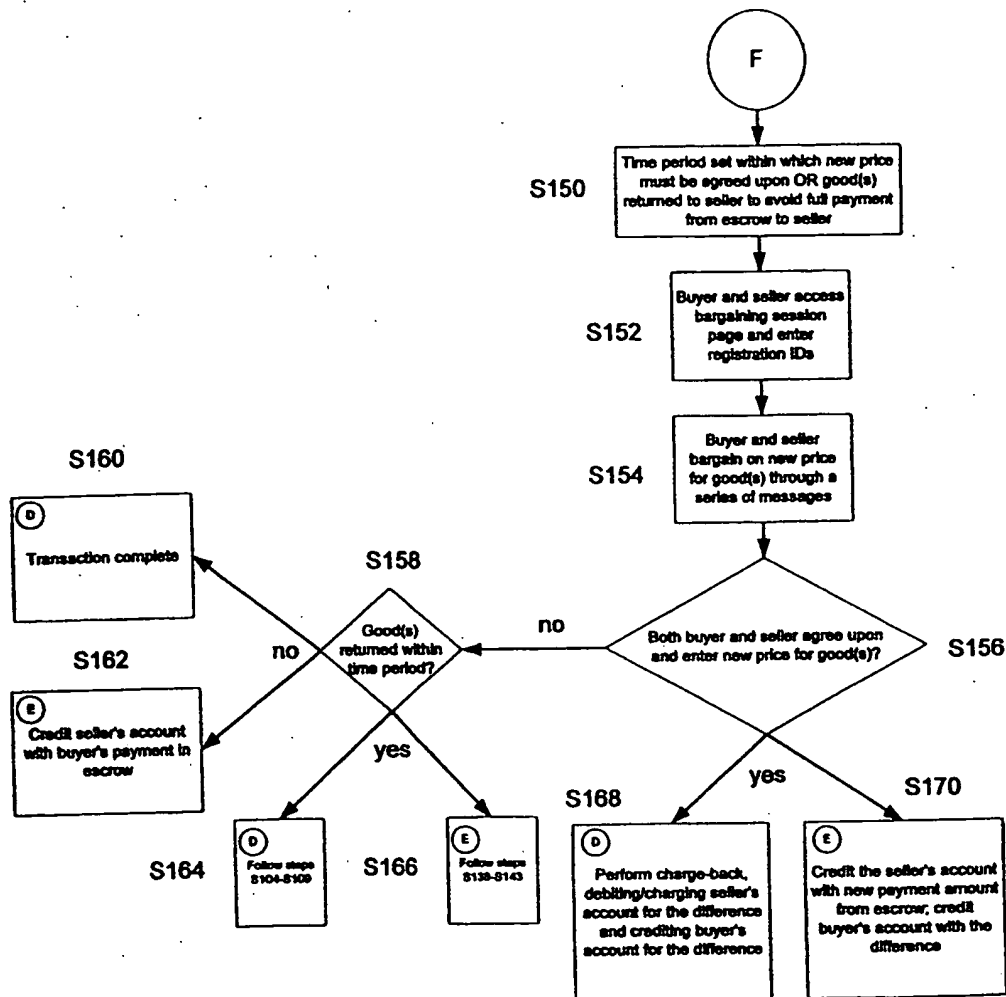 F
S150
Time period set within which new price
must be agreed upon OR good(s)
returned to seller to avoid full payment
from escrow to seller
S152
Buyer and seller access
bargaining session
page and enter
registration IDs
S154
Buyer and seller
bargain on new price
for good(s) through a
series of messages
S156
Both buyer and seller agree upon
and enter new price for good(s)?
no
yes
S158
Good(s)
returned within
time period?
no
yes
S160
D
Transaction complete
S162
E
Credit seller's account
with buyer's payment in
escrow
S164
D
Follow steps
S104-S109
S166
E
Follow steps
S138-S143
S168
D
Perform charge-back,
debiting/charging seller's
account for the difference
and crediting buyer's
account for the difference
S170
E
Credit the seller's account
with new payment amount
from escrow; credit
buyer's account with the
difference